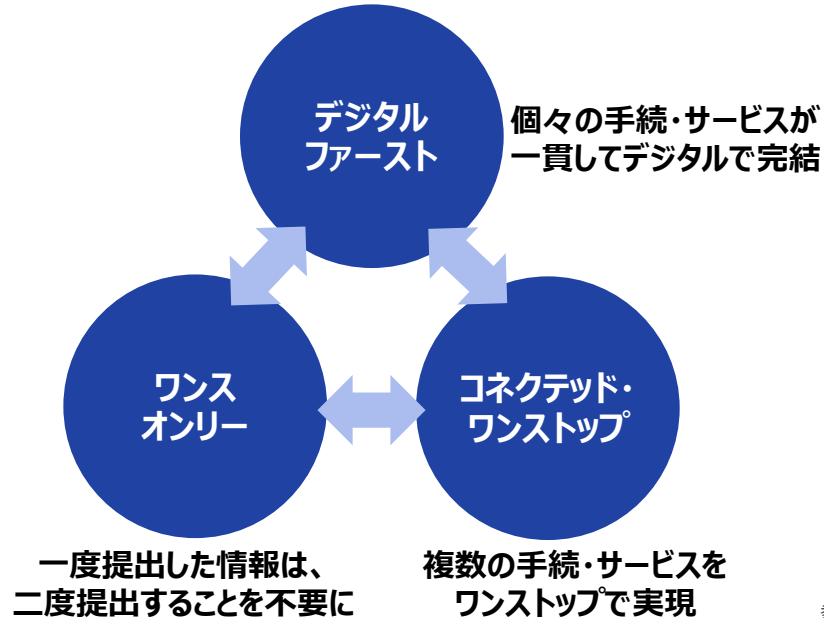 デジタル
ファースト
個々の手続・サービスが
一貫してデジタルで完結
ワンス
オンリー
コネクテッド・
ワンストップ
一度提出した情報は、
二度提出することを不要に
複数の手続・サービスを
ワンストップで実現